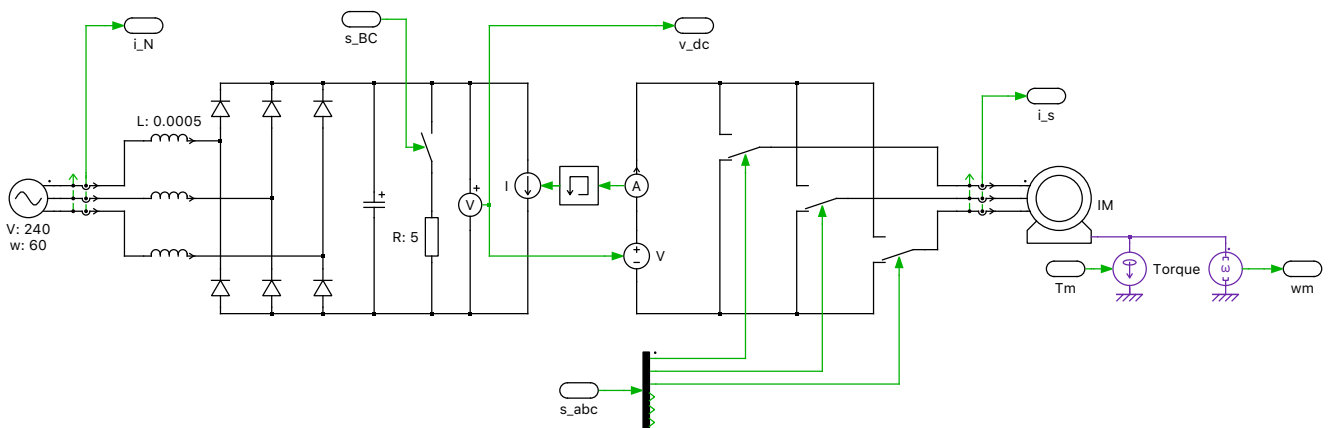 i_N
s_BC
v_dc
L: 0.0005
i_s
V: 240
w: 60
V
R: 5
I
A
V
IM
Tm
Torque
ω
wm
s_abc